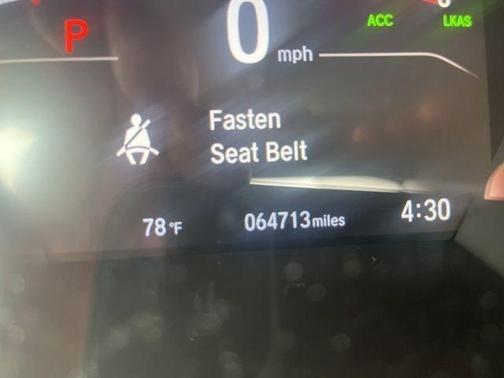 P
0 mph
ACC LKAS
Fasten
Seat Belt
78 °F 064713 miles 4:30